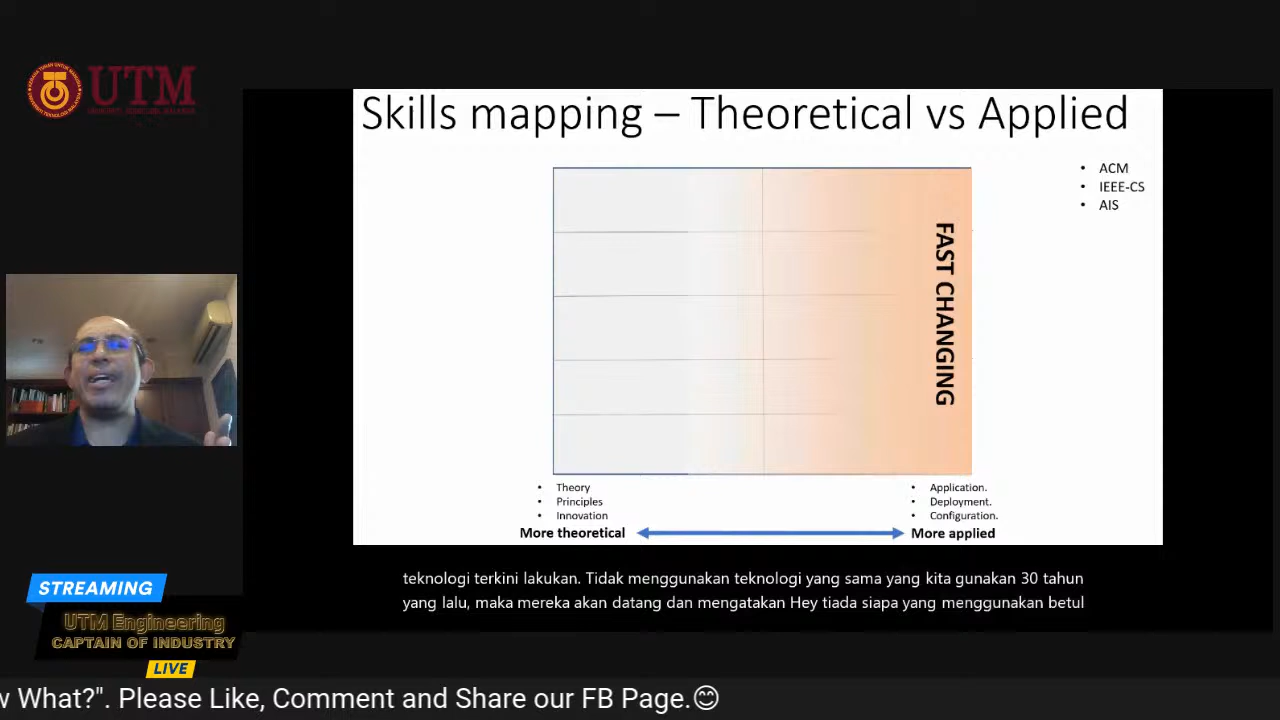 UTM
Skills mapping – Theoretical vs Applied
• ACM
• IEEE-CS
• AIS
FAST CHANGING
• Theory
• Principles
• Innovation
More theoretical
• Application.
• Deployment.
• Configuration.
More applied
teknologi terkini lakukan. Tidak menggunakan teknologi yang sama yang kita gunakan 30 tahun
yang lalu, maka mereka akan datang dan mengatakan Hey tiada siapa yang menggunakan betul
STREAMING
UTM Engineering
CAPTAIN OF INDUSTRY
LIVE
w What?". Please Like, Comment and Share our FB Page.😊